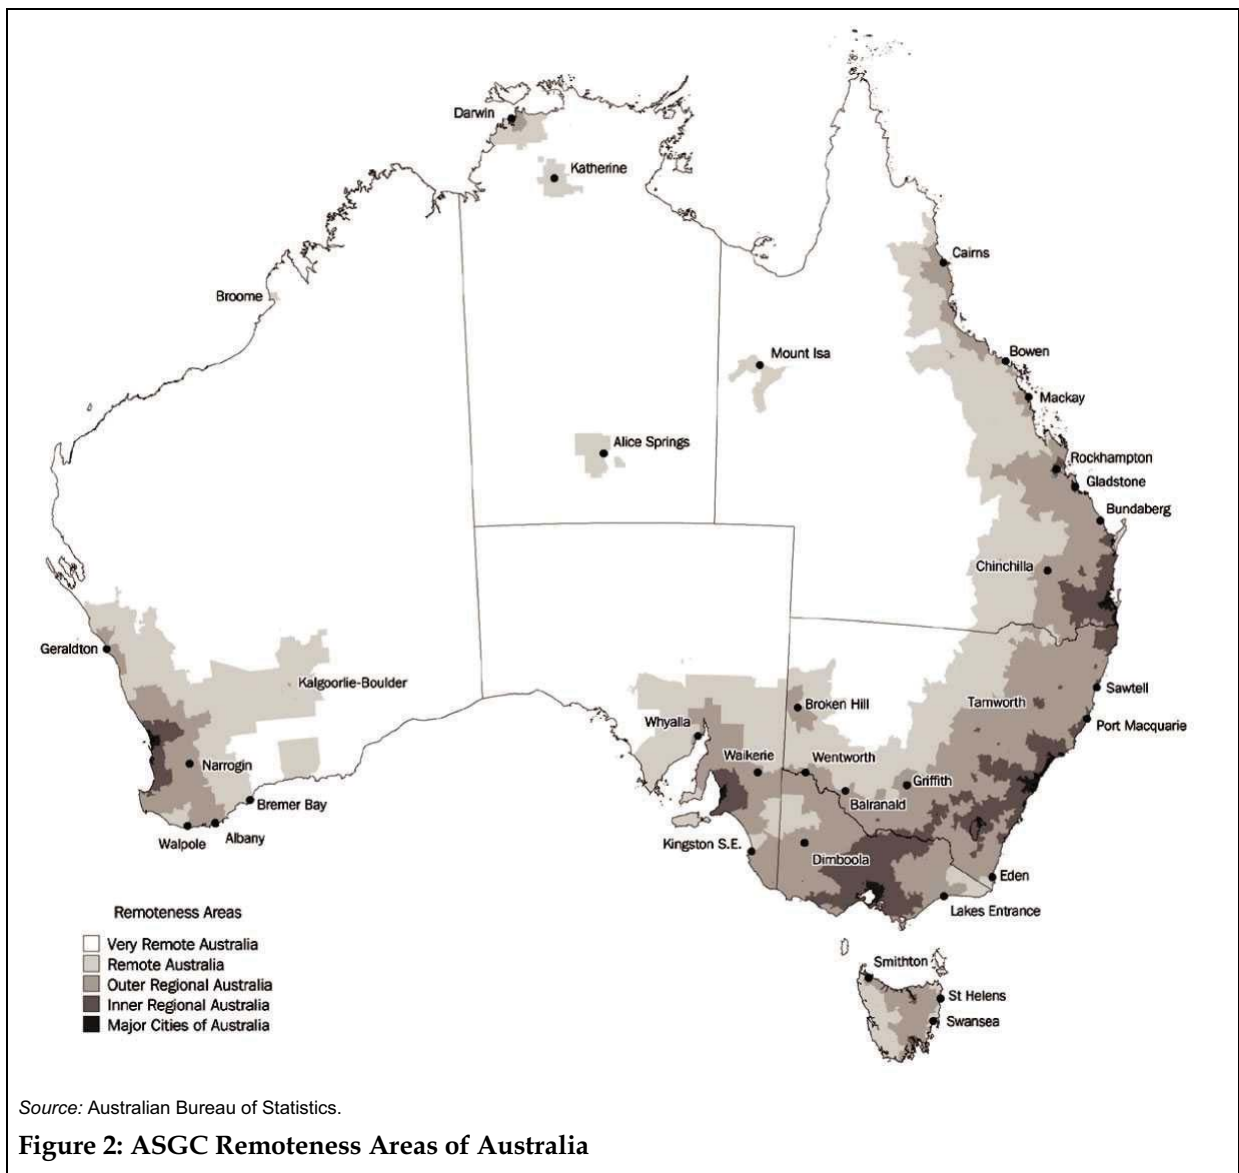 Darwin
Katherine
Cairns
Broome
Bowen
Mount Isa
Mackay
Alice Springs
Rockhampton
Gladstone
Bundaberg
Chinchilla
Geraldton
Kalgoorlie-Boulder
Sawtell
Tamworth
Broken Hill
Whyalla
Port Macquarie
Waikerie
Wentworth
Narrogin
Griffith
Bremer Bay
Balranald
Albany
Walpole
Kingston S.E.
Dimboola
Eden
Lakes Entrance
Remoteness Areas
Very Remote Australia
Remote Australia
Outer Regional Australia
Inner Regional Australia
Major Cities of Australia
Smithton
St Helens
Swansea
Source: Australian Bureau of Statistics.
Figure 2: ASGC Remoteness Areas of Australia